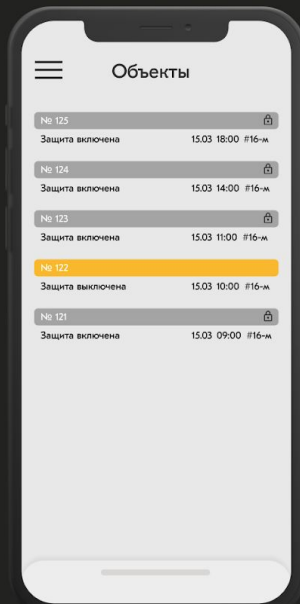 Объекты
№ 125
Защита включена 15.03 18:00 #16-м
№ 124
Защита включена 15.03 14:00 #16-м
№ 123
Защита включена 15.03 11:00 #16-м
№ 122
Защита выключена 15.03 10:00 #16-м
№ 121
Защита включена 15.03 09:00 #16-м